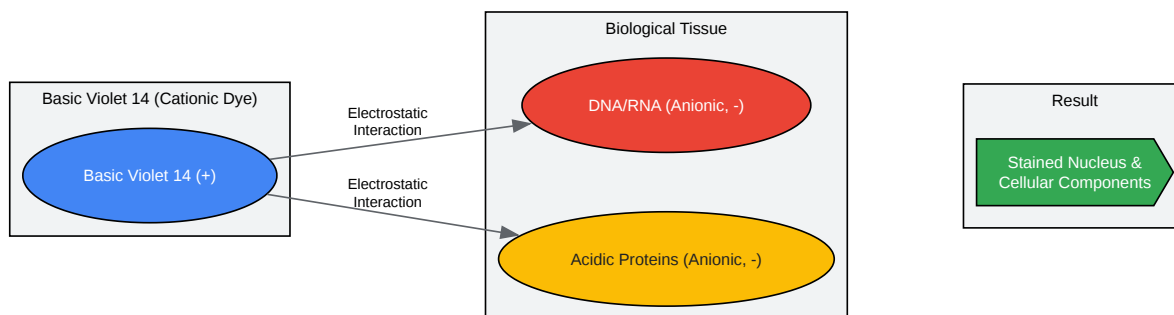 Biological Tissue
Basic Violet 14 (Cationic Dye)
Result
DNA/RNA (Anionic, -)
Electrostatic
Interaction
Basic Violet 14 (+)
Stained Nucleus &
Cellular Components
Electrostatic
Interaction
Acidic Proteins (Anionic, -)